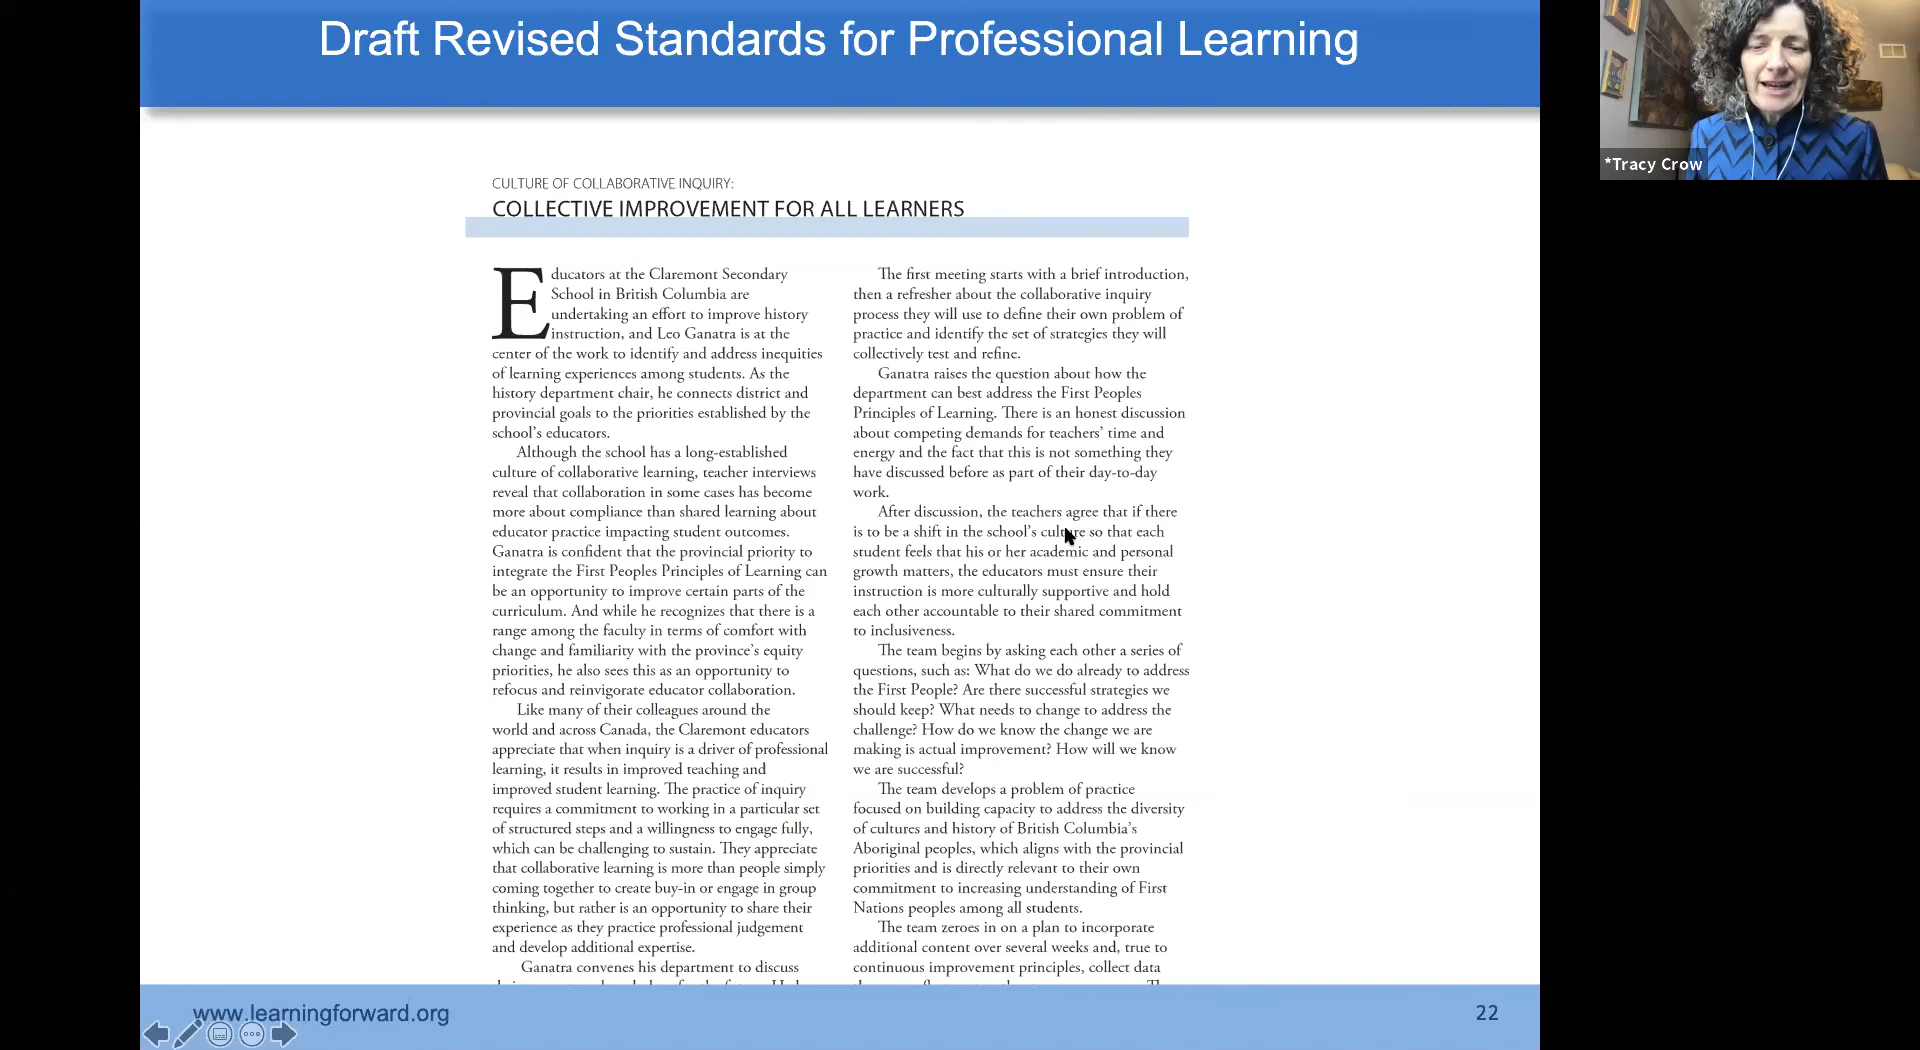 Draft Revised Standards for Professional Learning
*Tracy Crow
CULTURE OF COLLABORATIVE INQUIRY:
COLLECTIVE IMPROVEMENT FOR ALL LEARNERS
Educators at the Claremont Secondary
School in British Columbia are
undertaking an effort to improve history
instruction, and Leo Ganatra is at the
center of the work to identify and address inequities
of learning experiences among students. As the
history department chair, he connects district and
provincial goals to the priorities established by the
school's educators.
Although the school has a long-established
culture of collaborative learning, teacher interviews
reveal that collaboration in some cases has become
more about compliance than shared learning about
educator practice impacting student outcomes.
Ganatra is confident that the provincial priority to
integrate the First Peoples Principles of Learning can
be an opportunity to improve certain parts of the
curriculum. And while he recognizes that there is a
range among the faculty in terms of comfort with
change and familiarity with the province's equity
priorities, he also sees this as an opportunity to
refocus and reinvigorate educator collaboration.
Like many of their colleagues around the
world and across Canada, the Claremont educators
appreciate that when inquiry is a driver of professional
learning, it results in improved teaching and
improved student learning. The practice of inquiry
requires a commitment to working in a particular set
of structured steps and a willingness to engage fully,
which can be challenging to sustain. They appreciate
that collaborative learning is more than people simply
coming together to create buy-in or engage in group
thinking, but rather is an opportunity to share their
experience as they practice professional judgement
and develop additional expertise.
Ganatra convenes his department to discuss
The first meeting starts with a brief introduction,
then a refresher about the collaborative inquiry
process they will use to define their own problem of
practice and identify the set of strategies they will
collectively test and refine.
Ganatra raises the question about how the
department can best address the First Peoples
Principles of Learning. There is an honest discussion
about competing demands for teachers' time and
energy and the fact that this is not something they
have discussed before as part of their day-to-day
work.
After discussion, the teachers agree that if there
is to be a shift in the school's culture so that each
student feels that his or her academic and personal
growth matters, the educators must ensure their
instruction is more culturally supportive and hold
each other accountable to their shared commitment
to inclusiveness.
The team begins by asking each other a series of
questions, such as: What do we do already to address
the First People? Are there successful strategies we
should keep? What needs to change to address the
challenge? How do we know the change we are
making is actual improvement? How will we know
we are successful?
The team develops a problem of practice
focused on building capacity to address the diversity
of cultures and history of British Columbia's
Aboriginal peoples, which aligns with the provincial
priorities and is directly relevant to their own
commitment to increasing understanding of First
Nations peoples among all students.
The team zeroes in on a plan to incorporate
additional content over several weeks and, true to
continuous improvement principles, collect data
www.learningforward.org
22